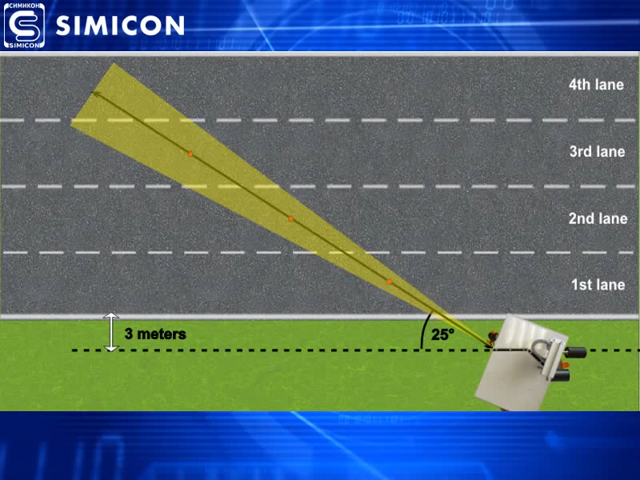 СИМИКОН
SIMICON
SIMICON
4th lane
3rd lane
2nd lane
1st lane
3 meters
25°